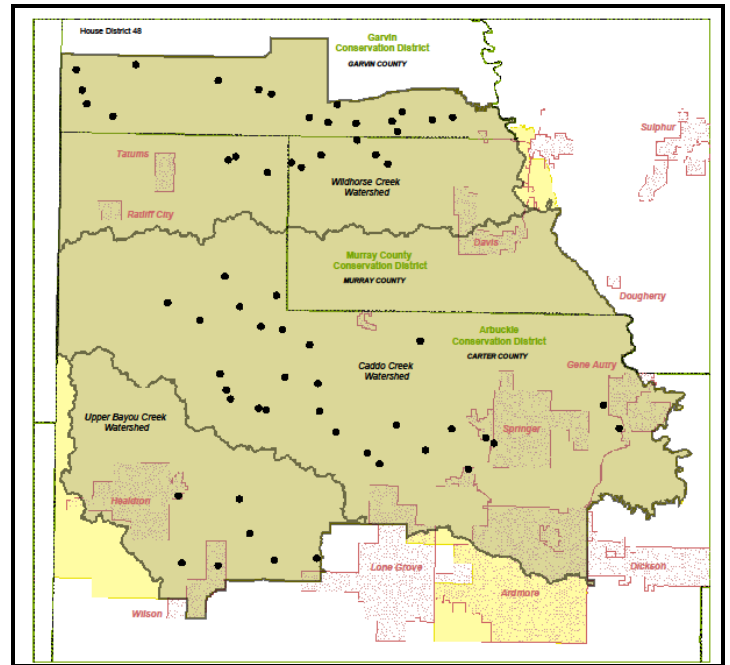 House District 48
Garvin
Conservation District
GARVIN COUNTY
Sulphur
Tatums
Wildhorse Creek
Watershed
Ratliff City
Davis
Murray County
Conservation District
MURRAY COUNTY
Dougherty
Arbuckle
Conservation District
CARTER COUNTY
Gene Autry
Caddo Creek
Watershed
Upper Bayou Creek
Watershed
Springer
Healdton
Lone Grove
Dickson
Ardmore
Wilson